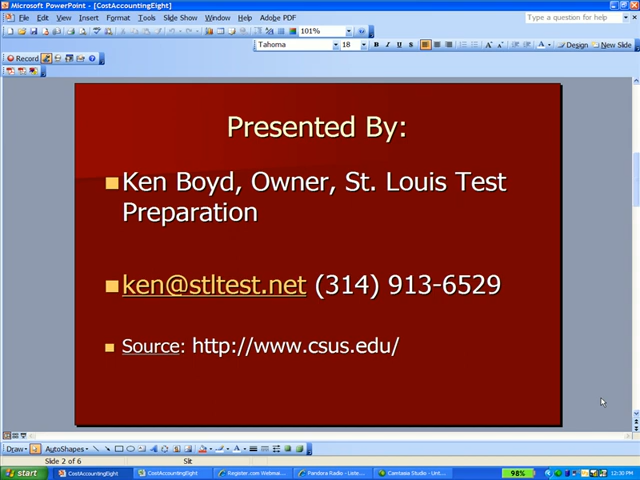 Microsoft PowerPoint - [CostAccountingEight]
File Edit View Insert Format Tools Slide Show Window Help Adobe PDF
Type a question for help
101%
Tahoma 18 B I U S Design New Slide
Record
Presented By:
Ken Boyd, Owner, St. Louis Test
Preparation
ken@stltest.net (314) 913-6529
Source: http://www.csus.edu/
Draw AutoShapes
Slide 2 of 6 Slit
start CostAccountingEight CostAccountingEight Register.com Webmai... Pandora Radio - Liste... Camtasia Studio - Unt... 98% 12:30 PM